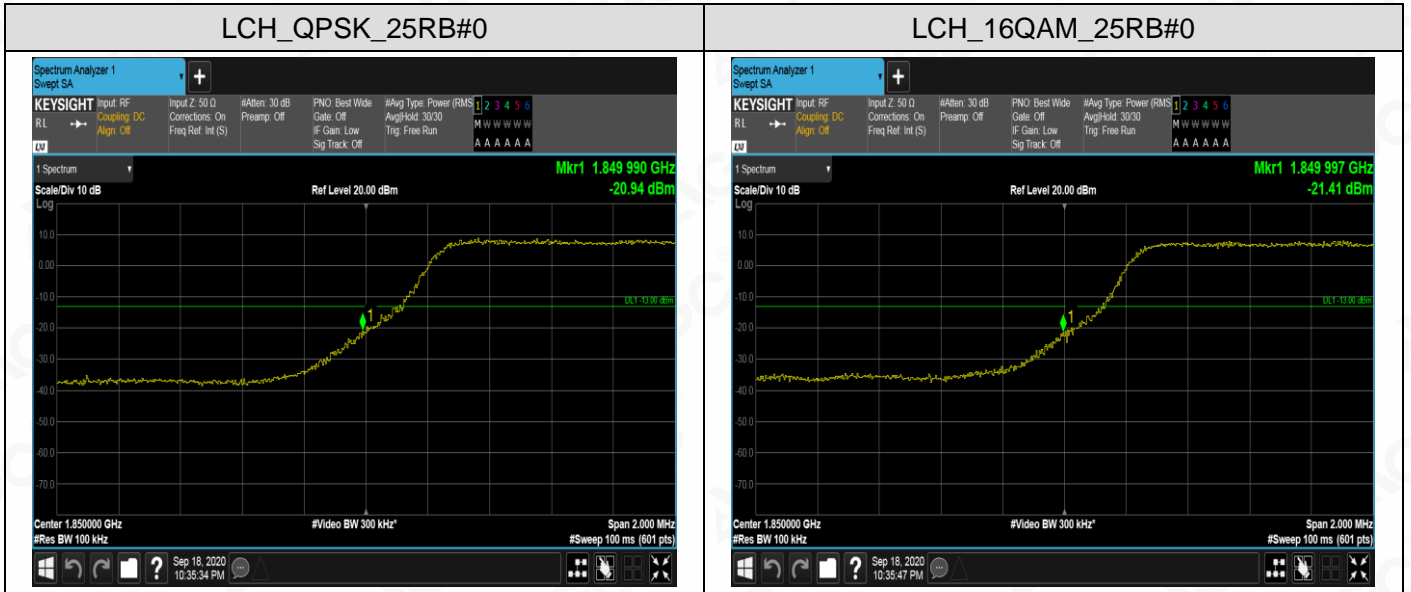 LCH_QPSK_25RB#0
Spectrum Analyzer 1
Swept SA
KEYSIGHT
RL
LXI
Input: RF
Coupling: DC
Align: Off
Input Z: 50 Ω
Corrections: On
Freq Ref: Int (S)
#Atten: 30 dB
Preamp: Off
PNO: Best Wide
Gate: Off
IF Gain: Low
Sig Track: Off
#Avg Type: Power (RMS
Avg|Hold: 30/30
Trig: Free Run
1 2 3 4 5 6
M W W W W W
A A A A A A
1 Spectrum
Mkr1 1.849 990 GHz
Scale/Div 10 dB
Ref Level 20.00 dBm
-20.94 dBm
Log
10.0
0.00
-10.0
DL1 -13.00 dBm
-20.0
1
-30.0
-40.0
-50.0
-60.0
-70.0
Center 1.850000 GHz
#Video BW 300 kHz*
Span 2.000 MHz
#Res BW 100 kHz
#Sweep 100 ms (601 pts)
Sep 18, 2020
10:35:34 PM
LCH_16QAM_25RB#0
Spectrum Analyzer 1
Swept SA
KEYSIGHT
RL
LXI
Input: RF
Coupling: DC
Align: Off
Input Z: 50 Ω
Corrections: On
Freq Ref: Int (S)
#Atten: 30 dB
Preamp: Off
PNO: Best Wide
Gate: Off
IF Gain: Low
Sig Track: Off
#Avg Type: Power (RMS
Avg|Hold: 30/30
Trig: Free Run
1 2 3 4 5 6
M W W W W W
A A A A A A
1 Spectrum
Mkr1 1.849 997 GHz
Scale/Div 10 dB
Ref Level 20.00 dBm
-21.41 dBm
Log
10.0
0.00
-10.0
DL1 -13.00 dBm
-20.0
1
-30.0
-40.0
-50.0
-60.0
-70.0
Center 1.850000 GHz
#Video BW 300 kHz*
Span 2.000 MHz
#Res BW 100 kHz
#Sweep 100 ms (601 pts)
Sep 18, 2020
10:35:47 PM